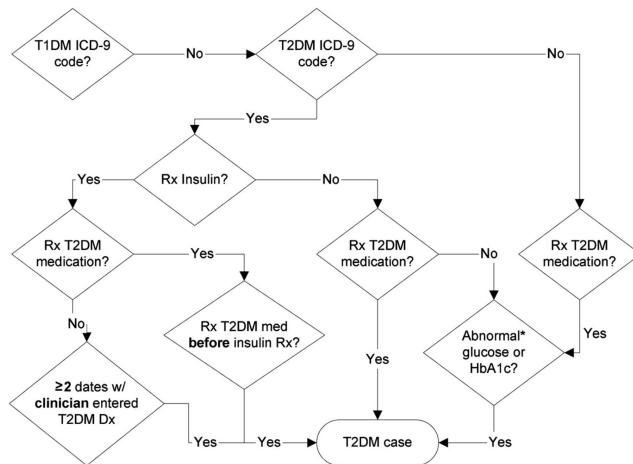 T1DM ICD-9
code?
No
T2DM ICD-9
code?
No
Yes
Rx Insulin?
Yes
No
Rx T2DM
medication?
Yes
Rx T2DM
medication?
No
Rx T2DM
medication?
No
Rx T2DM med
before insulin Rx?
Yes
Abnormal*
glucose or
HbA1c?
Yes
≥2 dates w/
clinician entered
T2DM Dx
Yes
Yes
T2DM case
Yes